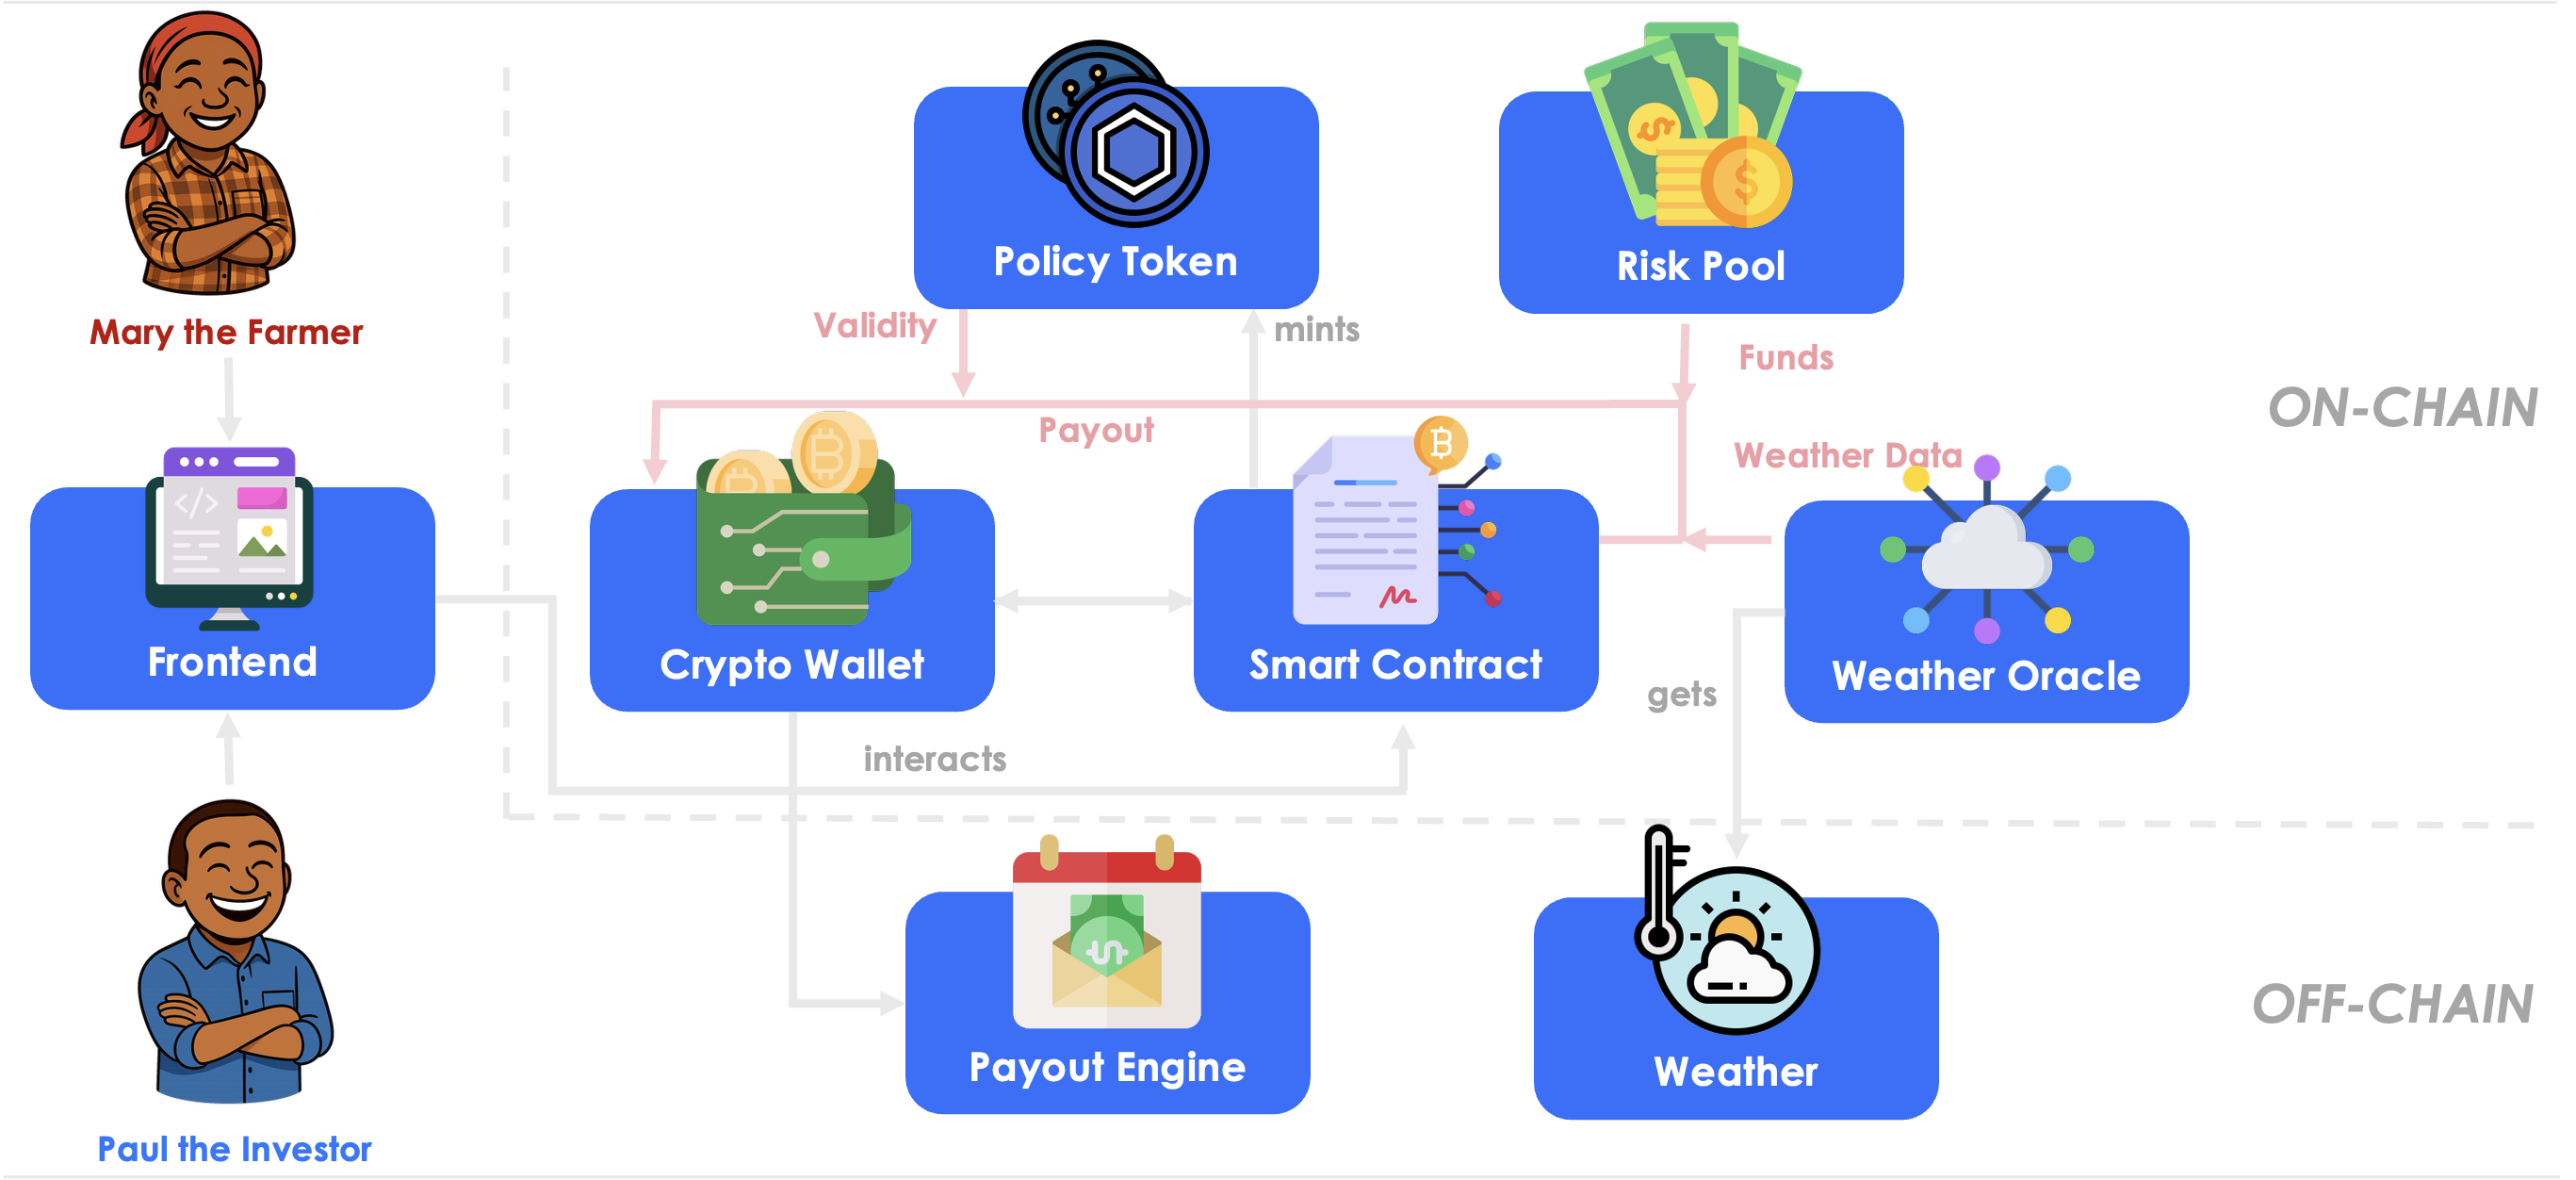 Mary the Farmer
Frontend
Paul the Investor
Policy Token
Risk Pool
Validity
mints
Funds
Payout
Weather Data
ON-CHAIN
Crypto Wallet
Smart Contract
Weather Oracle
gets
interacts
Payout Engine
Weather
OFF-CHAIN